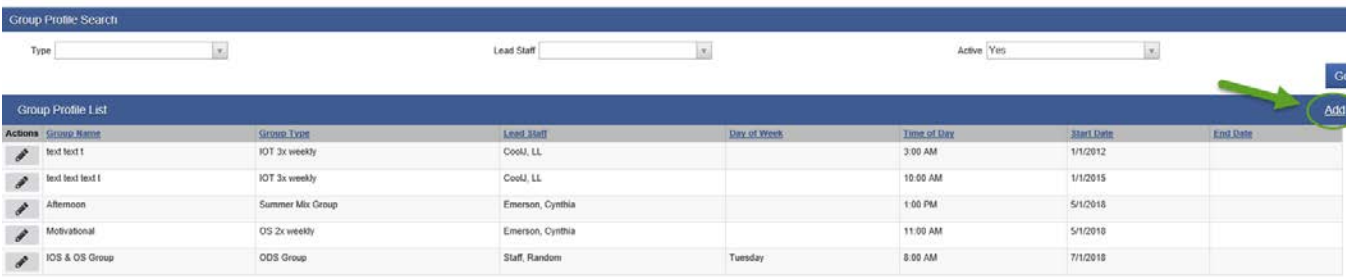 Group Profile Search
Type Lead Staff Active Yes
Go
Group Profile List Add
Actions Group Name Group Type Lead Staff Day of Week Time of Day Start Date End Date
text text t IOT 3x weekly CoolJ, LL 3:00 AM 1/1/2012
text text text t IOT 3x weekly CoolJ, LL 10:00 AM 1/1/2015
Afternoon Summer Mix Group Emerson, Cynthia 1:00 PM 5/1/2018
Motivational OS 2x weekly Emerson, Cynthia 11:00 AM 5/1/2018
IOS & OS Group ODS Group Staff, Random Tuesday 8:00 AM 7/1/2018